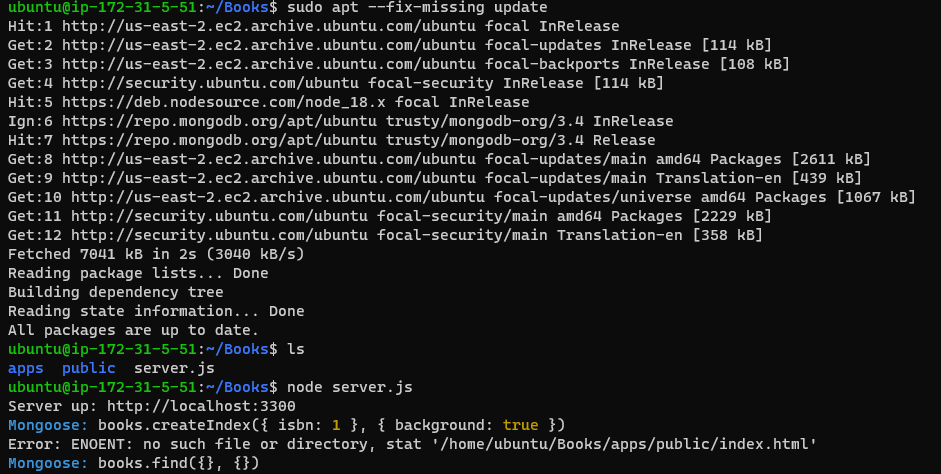 ubuntu@ip-172-31-5-51:~/Books$ sudo apt --fix-missing update
Hit:1 http://us-east-2.ec2.archive.ubuntu.com/ubuntu focal InRelease
Get:2 http://us-east-2.ec2.archive.ubuntu.com/ubuntu focal-updates InRelease [114 kB]
Get:3 http://us-east-2.ec2.archive.ubuntu.com/ubuntu focal-backports InRelease [108 kB]
Get:4 http://security.ubuntu.com/ubuntu focal-security InRelease [114 kB]
Hit:5 https://deb.nodesource.com/node_18.x focal InRelease
Ign:6 https://repo.mongodb.org/apt/ubuntu trusty/mongodb-org/3.4 InRelease
Hit:7 https://repo.mongodb.org/apt/ubuntu trusty/mongodb-org/3.4 Release
Get:8 http://us-east-2.ec2.archive.ubuntu.com/ubuntu focal-updates/main amd64 Packages [2611 kB]
Get:9 http://us-east-2.ec2.archive.ubuntu.com/ubuntu focal-updates/main Translation-en [439 kB]
Get:10 http://us-east-2.ec2.archive.ubuntu.com/ubuntu focal-updates/universe amd64 Packages [1067 kB]
Get:11 http://security.ubuntu.com/ubuntu focal-security/main amd64 Packages [2229 kB]
Get:12 http://security.ubuntu.com/ubuntu focal-security/main Translation-en [358 kB]
Fetched 7041 kB in 2s (3040 kB/s)
Reading package lists... Done
Building dependency tree
Reading state information... Done
All packages are up to date.
ubuntu@ip-172-31-5-51:~/Books$ ls
apps  public  server.js
ubuntu@ip-172-31-5-51:~/Books$ node server.js
Server up: http://localhost:3300
Mongoose: books.createIndex({ isbn: 1 }, { background: true })
Error: ENOENT: no such file or directory, stat '/home/ubuntu/Books/apps/public/index.html'
Mongoose: books.find({}, {})